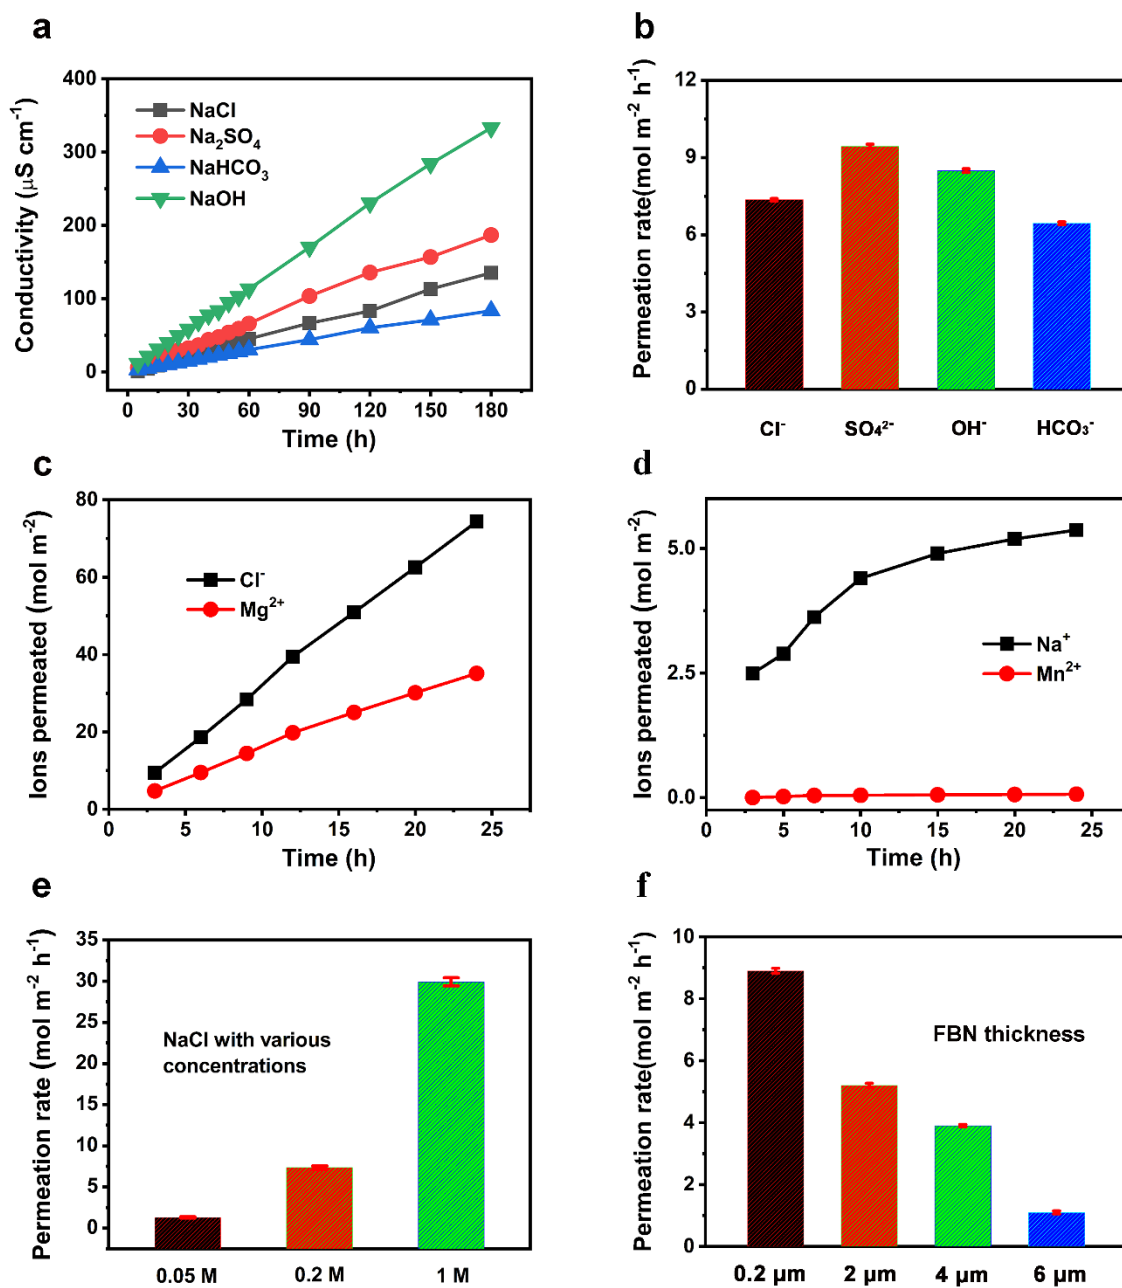 a
Conductivity (μS cm⁻¹)
400
300
200
100
0
NaCl
Na₂SO₄
NaHCO₃
NaOH
0 30 60 90 120 150 180
Time (h)
b
Permeation rate(mol m⁻² h⁻¹)
12
9
6
3
0
Cl⁻ SO₄²⁻ OH⁻ HCO₃⁻
c
Ions permeated (mol m⁻²)
80
60
40
20
0
Cl⁻
Mg²⁺
0 5 10 15 20 25
Time (h)
d
Ions permeated (mol m⁻²)
5.0
2.5
0.0
Na⁺
Mn²⁺
0 5 10 15 20 25
Time (h)
e
Permeation rate (mol m⁻² h⁻¹)
35
30
25
20
15
10
5
0
NaCl with various
concentrations
0.05 M 0.2 M 1 M
f
Permeation rate(mol m⁻² h⁻¹)
10
8
6
4
2
0
FBN thickness
0.2 μm 2 μm 4 μm 6 μm